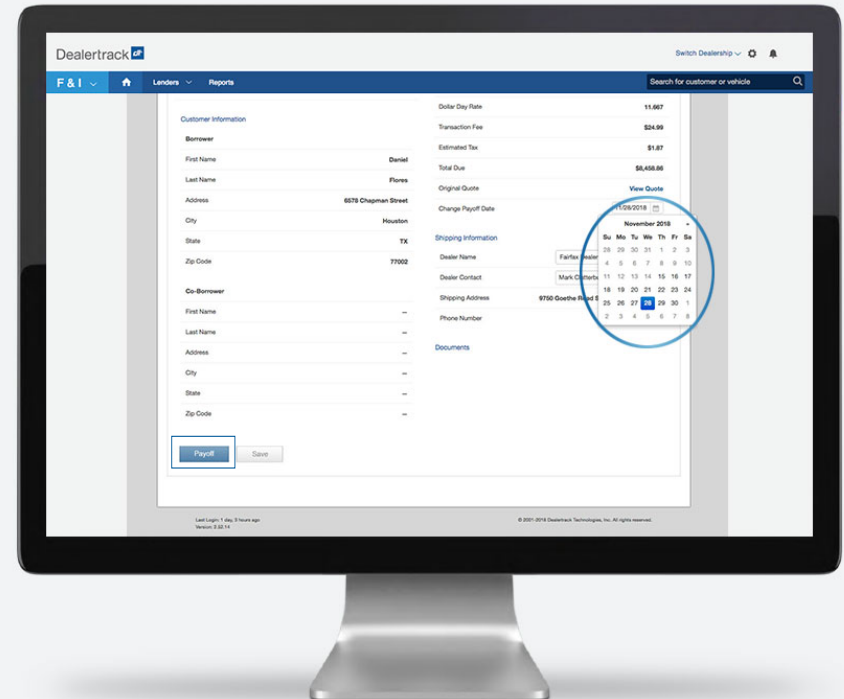 Dealertrack dt
Switch Dealership
F & I
Lenders
Reports
Search for customer or vehicle
Customer Information
Borrower
First Name Daniel
Last Name Flores
Address 6578 Chapman Street
City Houston
State TX
Zip Code 77002
Co-Borrower
First Name --
Last Name --
Address --
City --
State --
Zip Code --
Payoff
Save
Dollar Day Rate 11.667
Transaction Fee $24.99
Estimated Tax $1.87
Total Due $8,458.86
Original Quote View Quote
Change Payoff Date 11/28/2018
November 2018
Su Mo Tu We Th Fr Sa
28 29 30 31 1 2 3
4 5 6 7 8 9 10
11 12 13 14 15 16 17
18 19 20 21 22 23 24
25 26 27 28 29 30 1
2 3 4 5 6 7 8
Shipping Information
Dealer Name Fairfax Dealer
Dealer Contact Mark
Shipping Address 9750 Goethe Road S
Phone Number
Documents
Last Login: 1 day, 3 hours ago
Version: 2.52.14
© 2001-2018 Dealertrack Technologies, Inc. All rights reserved.